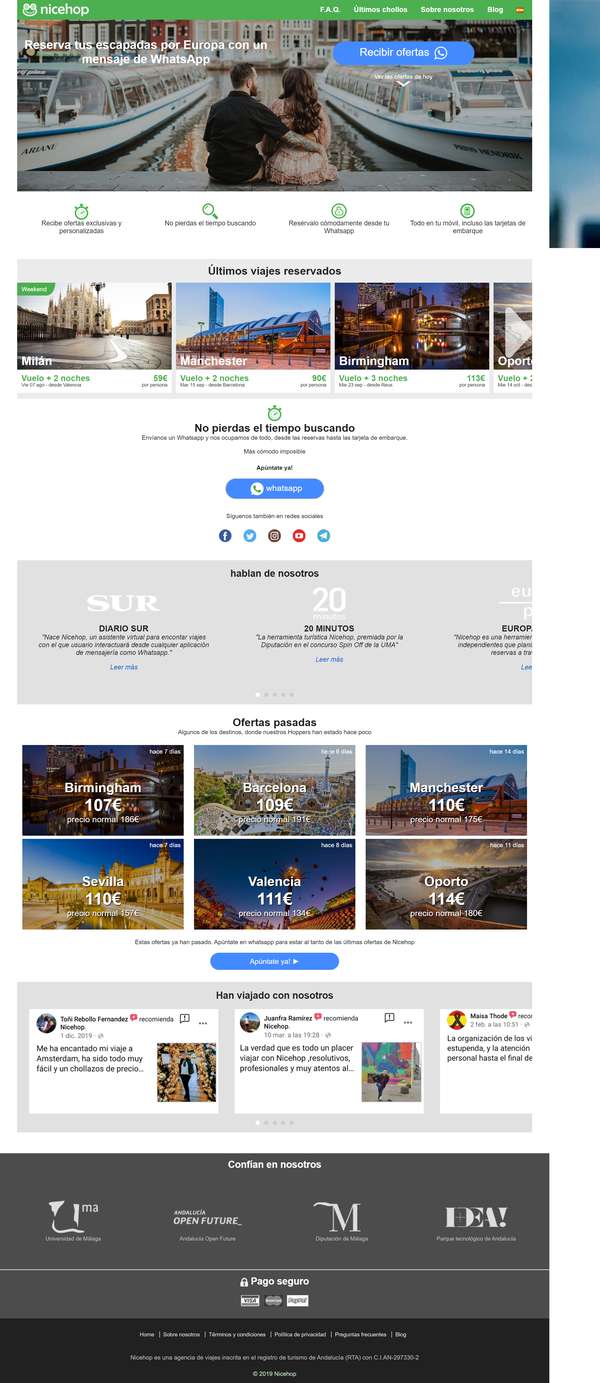 nicehop
F.A.Q.
Últimos chollos
Sobre nosotros
Blog
Reserva tus escapadas por Europa con un
mensaje de WhatsApp
Recibir ofertas
Ver las ofertas de hoy
ARIANU
PRINS HENDRIK
Recibe ofertas exclusivas y
personalizadas
No pierdas el tiempo buscando
Resérvalo cómodamente desde tu
Whatsapp
Todo en tu móvil, incluso las tarjetas de
embarque
Últimos viajes reservados
Weekend
Milán
Vuelo + 2 noches
59€
Vie 07 ago - desde Valencia
por persona
Manchester
Vuelo + 2 noches
90€
Mar 15 sep - desde Barcelona
por persona
Birmingham
Vuelo + 3 noches
113€
Mar 23 sep - desde Reus
por persona
Oport
Vuelo + 2
Mar 14 oct - des
No pierdas el tiempo buscando
Envíanos un Whatsapp y nos ocupamos de todo, desde las reservas hasta las tarjeta de embarque.
Más cómodo imposible
Apúntate ya!
whatsapp
Síguenos también en redes sociales
hablan de nosotros
SUR
DIARIO SUR
"Nace Nicehop, un asistente virtual para encontar viajes
con el que usuario interactuará desde cualquier aplicación
de mensajería como Whatsapp."
Leer más
20
minutos
20 MINUTOS
"La herramienta turística Nicehop, premiada por la
Diputación en el concurso Spin Off de la UMA"
Leer más
eu
p
EUROPA
"Nicehop es una herramien
independientes que plani
reservas a trav
Lee
Ofertas pasadas
Algunos de los destinos, donde nuestros Hoppers han estado hace poco
hace 7 días
Birmingham
107€
precio normal 186€
hace 6 días
Barcelona
109€
precio normal 191€
hace 14 días
Manchester
110€
precio normal 175€
hace 7 días
Sevilla
110€
precio normal 157€
hace 8 días
Valencia
111€
precio normal 134€
hace 11 días
Oporto
114€
precio normal 180€
Estas ofertas ya han pasado. Apúntate en whatsapp para estar al tanto de las últimas ofertas de Nicehop:
Apúntate ya! ►
Han viajado con nosotros
Toñi Rebollo Fernandez recomienda
Nicehop.
1 dic. 2019
Me ha encantado mi viaje a
Amsterdam, ha sido todo muy
fácil y un chollazos de precio...
Juanfra Ramírez recomienda
Nicehop.
10 mar. a las 19:28
La verdad que es todo un placer
viajar con Nicehop ,resolutivos,
profesionales y muy atentos al...
Maisa Thode recomi
2 feb. a las 10:51
La organización de los vi
estupenda, y la atención
personal hasta el final de
Confían en nosotros
uma
Universidad de Málaga
ANDALUCÍA
OPEN FUTURE_
Andalucía Open Future
M
Diputación de Málaga
IDEA!
Parque tecnológico de Andalucía
Pago seguro
VISA
PayPal
Home | Sobre nosotros | Términos y condiciones | Política de privacidad | Preguntas frecuentes | Blog
Nicehop es una agencia de viajes inscrita en el registro de turismo de Andalucía (RTA) con C.I.AN-297330-2
© 2019 Nicehop